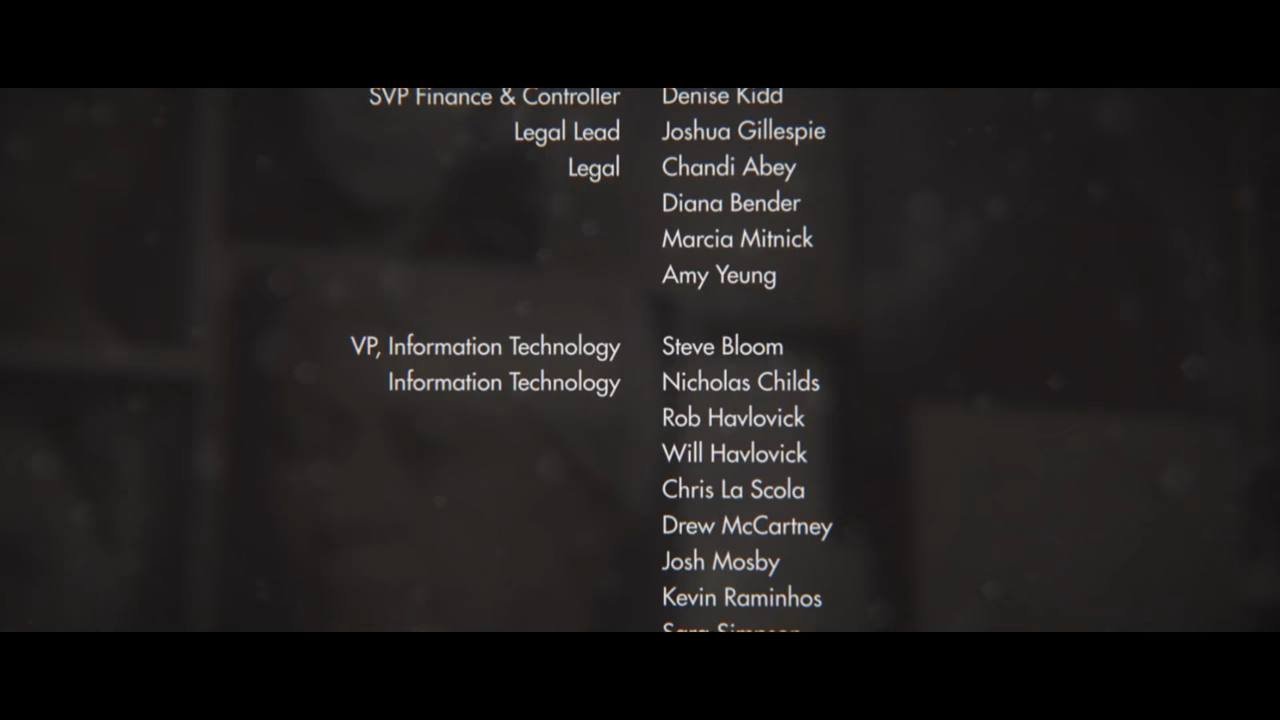 SVP Finance & Controller Denise Kidd
Legal Lead Joshua Gillespie
Legal Chandi Abey
Diana Bender
Marcia Mitnick
Amy Yeung
VP, Information Technology Steve Bloom
Information Technology Nicholas Childs
Rob Havlovick
Will Havlovick
Chris La Scola
Drew McCartney
Josh Mosby
Kevin Raminhos
Sara Simpson